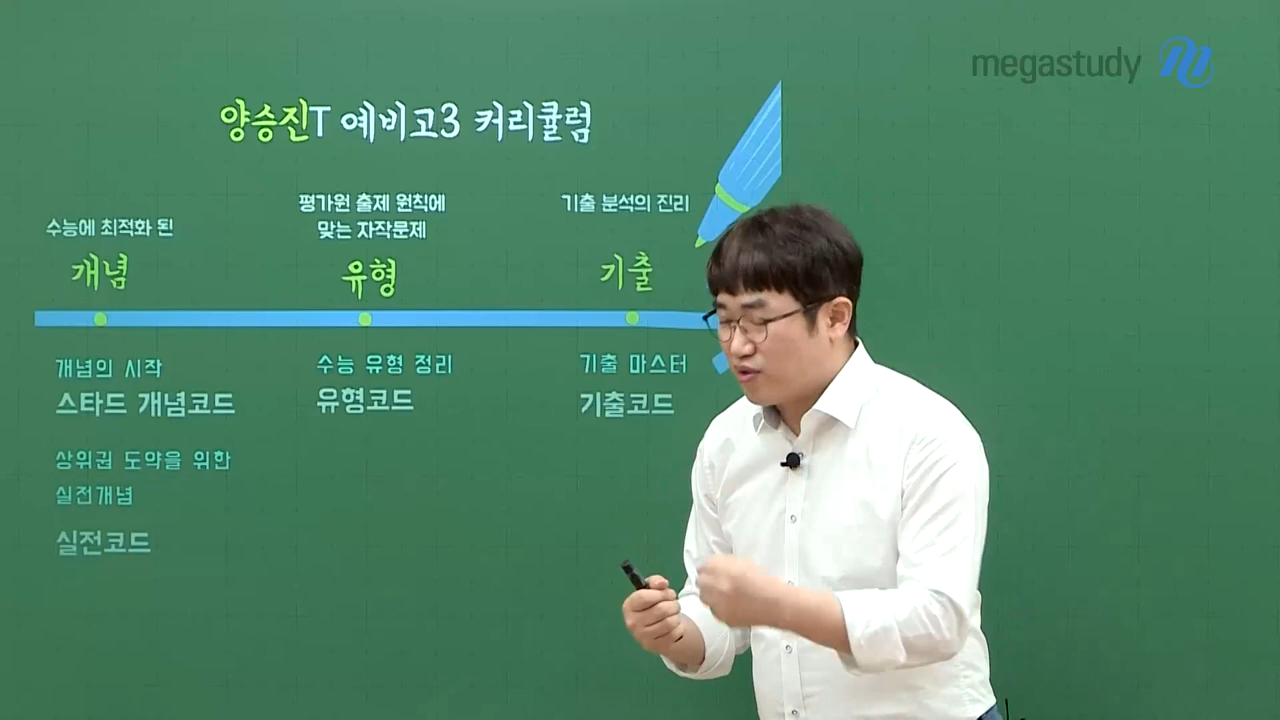 megastudy
양승진T 예비고3 커리큘럼
수능에 최적화 된
개념
평가원 출제 원칙에
맞는 자작문제
유형
기출 분석의 진리
기출
개념의 시작
스타드 개념코드
상위권 도약을 위한
실전개념
실전코드
수능 유형 정리
유형코드
기출 마스터
기출코드